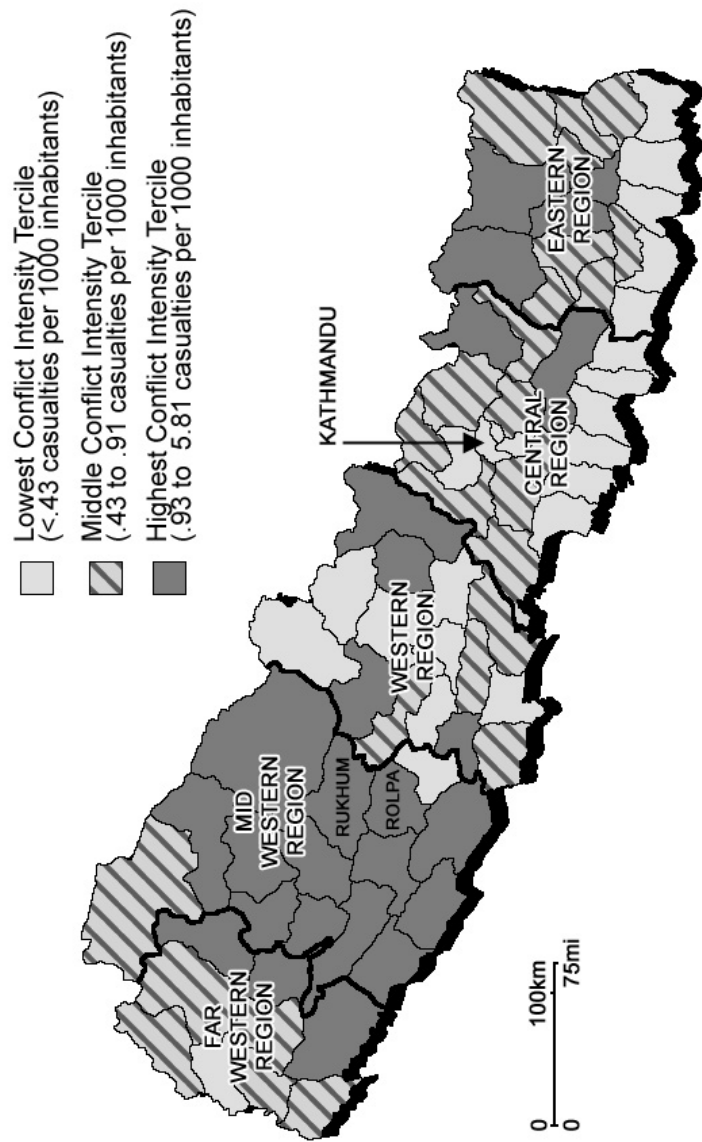 Lowest Conflict Intensity Tercile
(<.43 casualties per 1000 inhabitants)
Middle Conflict Intensity Tercile
(.43 to .91 casualties per 1000 inhabitants)
Highest Conflict Intensity Tercile
(.93 to 5.81 casualties per 1000 inhabitants)
FAR
WESTERN
REGION
MID
WESTERN
REGION
RUKHUM
ROLPA
WESTERN
REGION
KATHMANDU
CENTRAL
REGION
EASTERN
REGION
0 100km
0 75mi